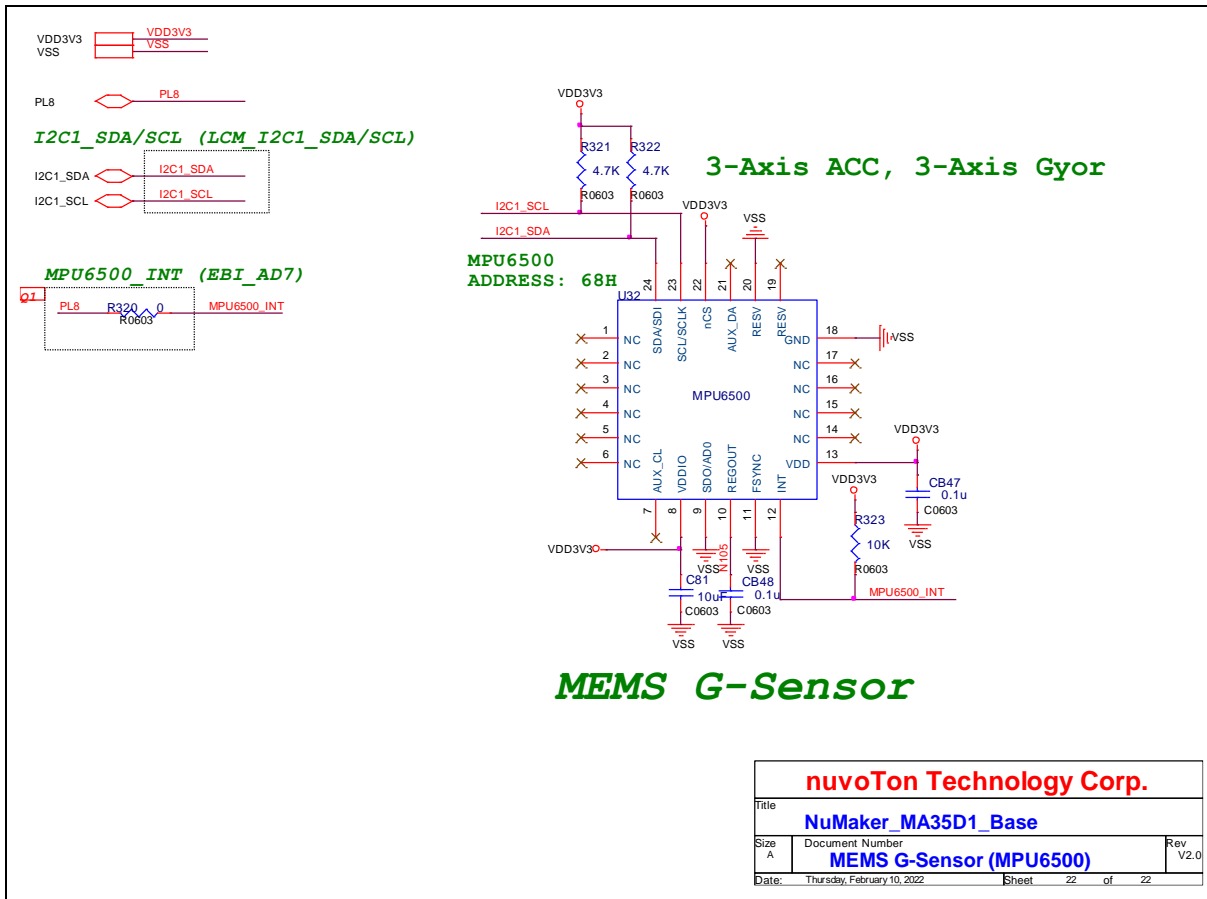 VDD3V3 VDD3V3
VSS VSS
PL8 PL8
I2C1_SDA/SCL (LCM_I2C1_SDA/SCL)
I2C1_SDA I2C1_SDA
I2C1_SCL I2C1_SCL
MPU6500_INT (EBI_AD7)
Q1
PL8 R320 0 MPU6500_INT
R0603
VDD3V3
R321 R322
4.7K 4.7K
R0603 R0603
3-Axis ACC, 3-Axis Gyor
I2C1_SCL
I2C1_SDA
VDD3V3
VSS
MPU6500
ADDRESS: 68H
U32
24 23 22 21 20 19
SDA/SDI SCL/SCLK nCS AUX_DA RESV RESV
1 NC
2 NC
3 NC
4 NC
5 NC
6 NC
MPU6500
18 GND VSS
17 NC
16 NC
15 NC
14 NC
13 VDD
AUX_CL VDDIO SDO/AD0 REGOUT FSYNC INT
7 8 9 10 11 12
VDD3V3
CB47
0.1u
C0603
VSS
VDD3V3
R323
10K
R0603
MPU6500_INT
VDD3V3
VSS N105 VSS
C81
10uF
C0603
VSS
CB48
0.1u
C0603
VSS
MEMS G-Sensor
nuvoTon Technology Corp.
Title
NuMaker_MA35D1_Base
Size Document Number Rev
A MEMS G-Sensor (MPU6500) V2.0
Date: Thursday, February 10, 2022 Sheet 22 of 22